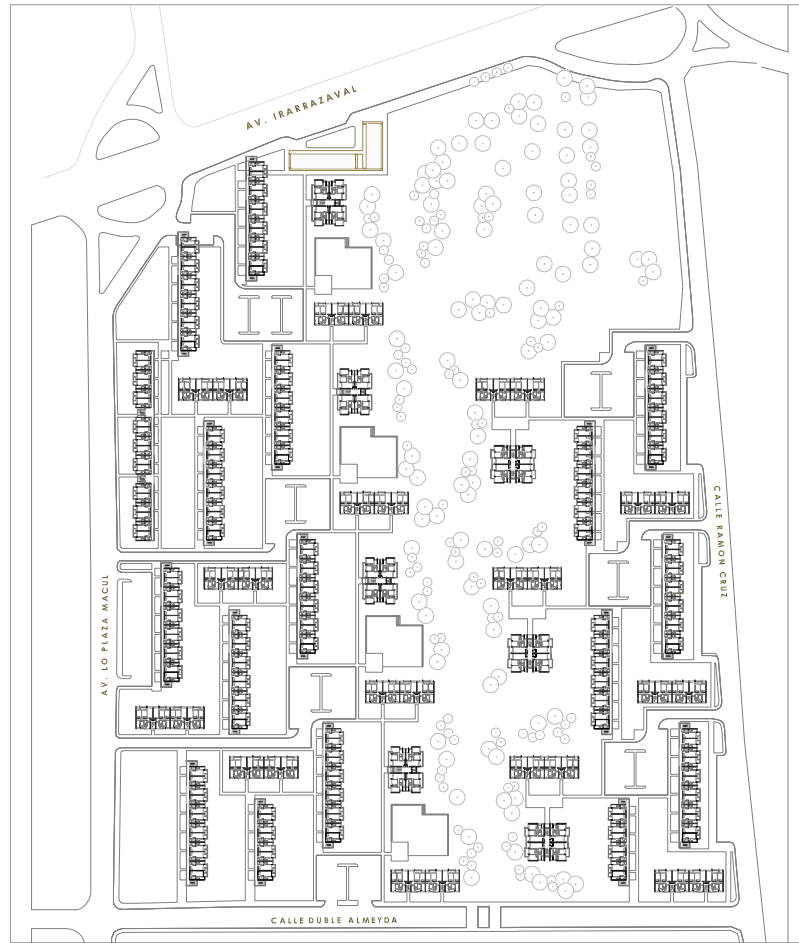 AV. IRARRAZAVAL
CALLE RAMON CRUZ
AV. LO PLAZA MACUL
CALLE DUBLE ALMEYDA